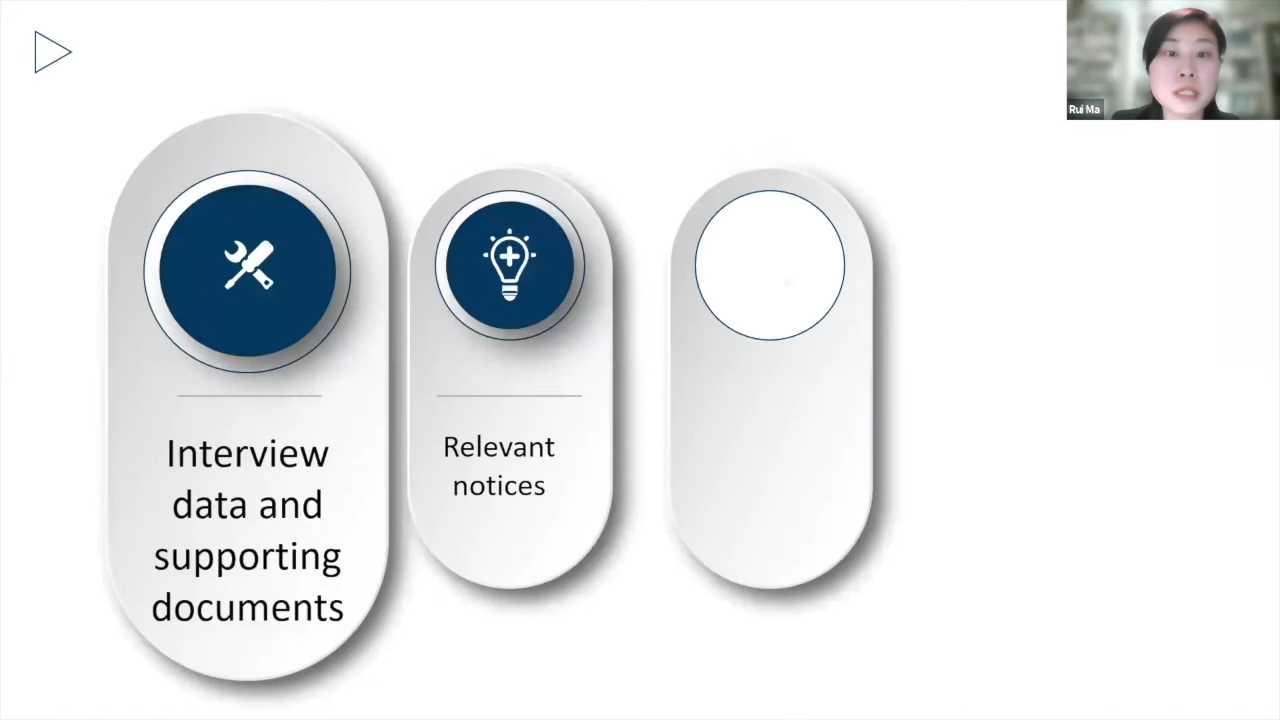 Rui Ma
Interview
data and
supporting
documents
Relevant
notices